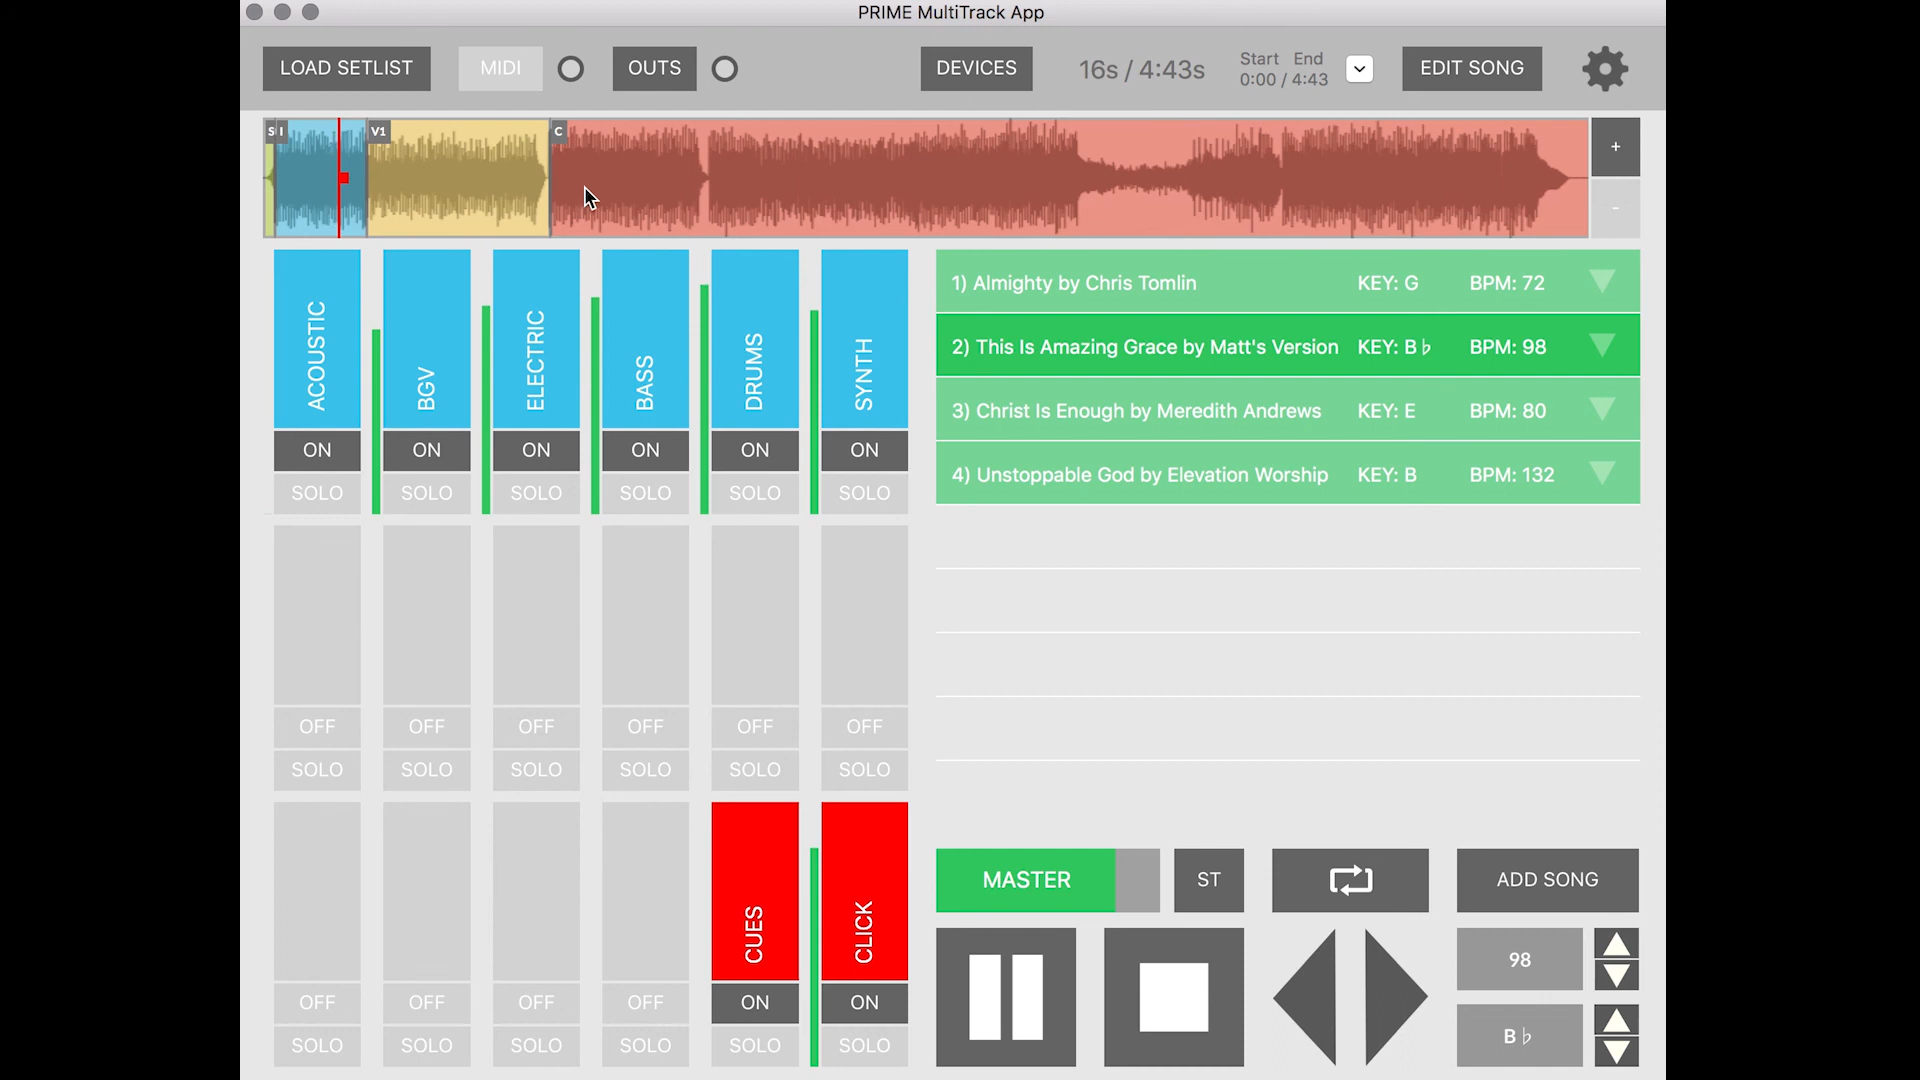 PRIME MultiTrack App
LOAD SETLIST
MIDI
OUTS
DEVICES
16s / 4:43s
Start End
0:00 / 4:43
EDIT SONG
S I
V1
C
+
-
ACOUSTIC
BGV
ELECTRIC
BASS
DRUMS
SYNTH
ON ON ON ON ON ON
SOLO SOLO SOLO SOLO SOLO SOLO
1) Almighty by Chris Tomlin KEY: G BPM: 72
2) This Is Amazing Grace by Matt's Version KEY: B♭ BPM: 98
3) Christ Is Enough by Meredith Andrews KEY: E BPM: 80
4) Unstoppable God by Elevation Worship KEY: B BPM: 132
OFF OFF OFF OFF OFF OFF
SOLO SOLO SOLO SOLO SOLO SOLO
CUES
CLICK
OFF OFF OFF OFF ON ON
SOLO SOLO SOLO SOLO SOLO SOLO
MASTER
ST
ADD SONG
98
B♭